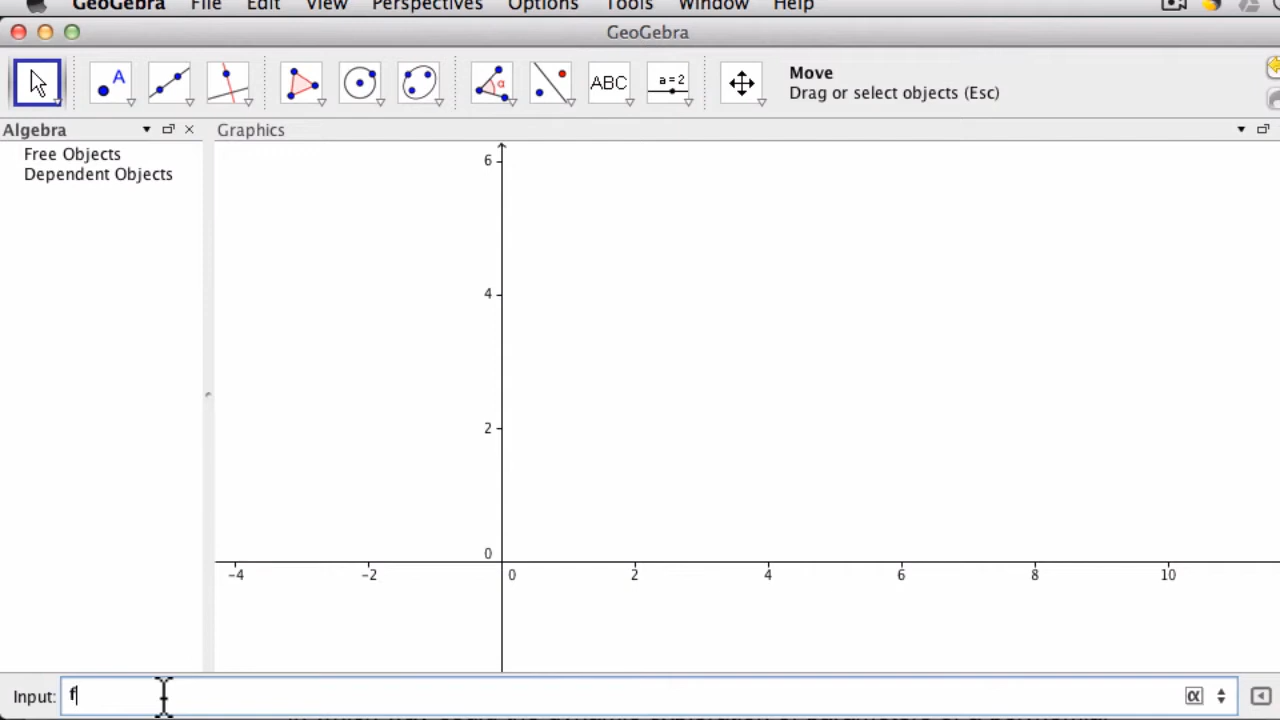 GeoGebra File Edit View Perspectives Options Tools Window Help
GeoGebra
A
α
ABC
a = 2
Move
Drag or select objects (Esc)
Algebra
Graphics
Free Objects
Dependent Objects
6
4
2
0
-4 -2 0 2 4 6 8 10
Input: f α